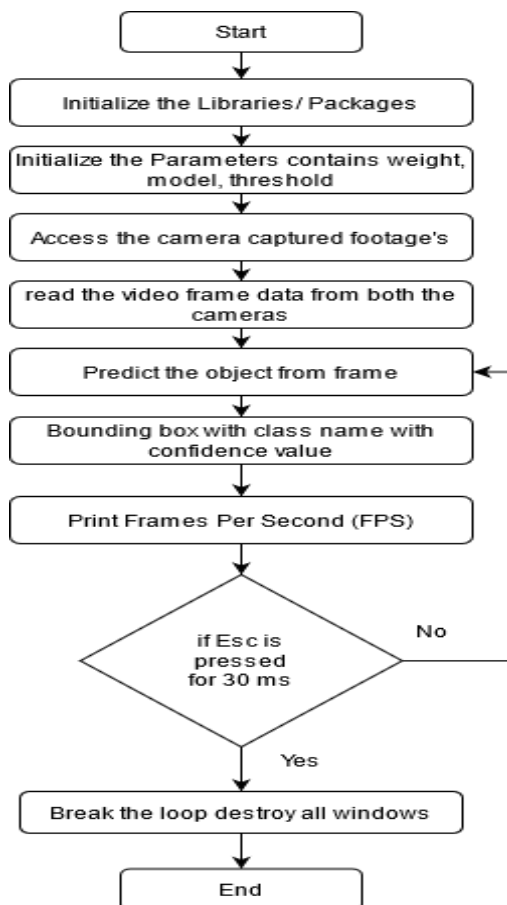 Start
Initialize the Libraries/ Packages
Initialize the Parameters contains weight,
model, threshold
Access the camera captured footage's
read the video frame data from both the
cameras
Predict the object from frame
Bounding box with class name with
confidence value
Print Frames Per Second (FPS)
if Esc is
pressed
for 30 ms
No
Yes
Break the loop destroy all windows
End